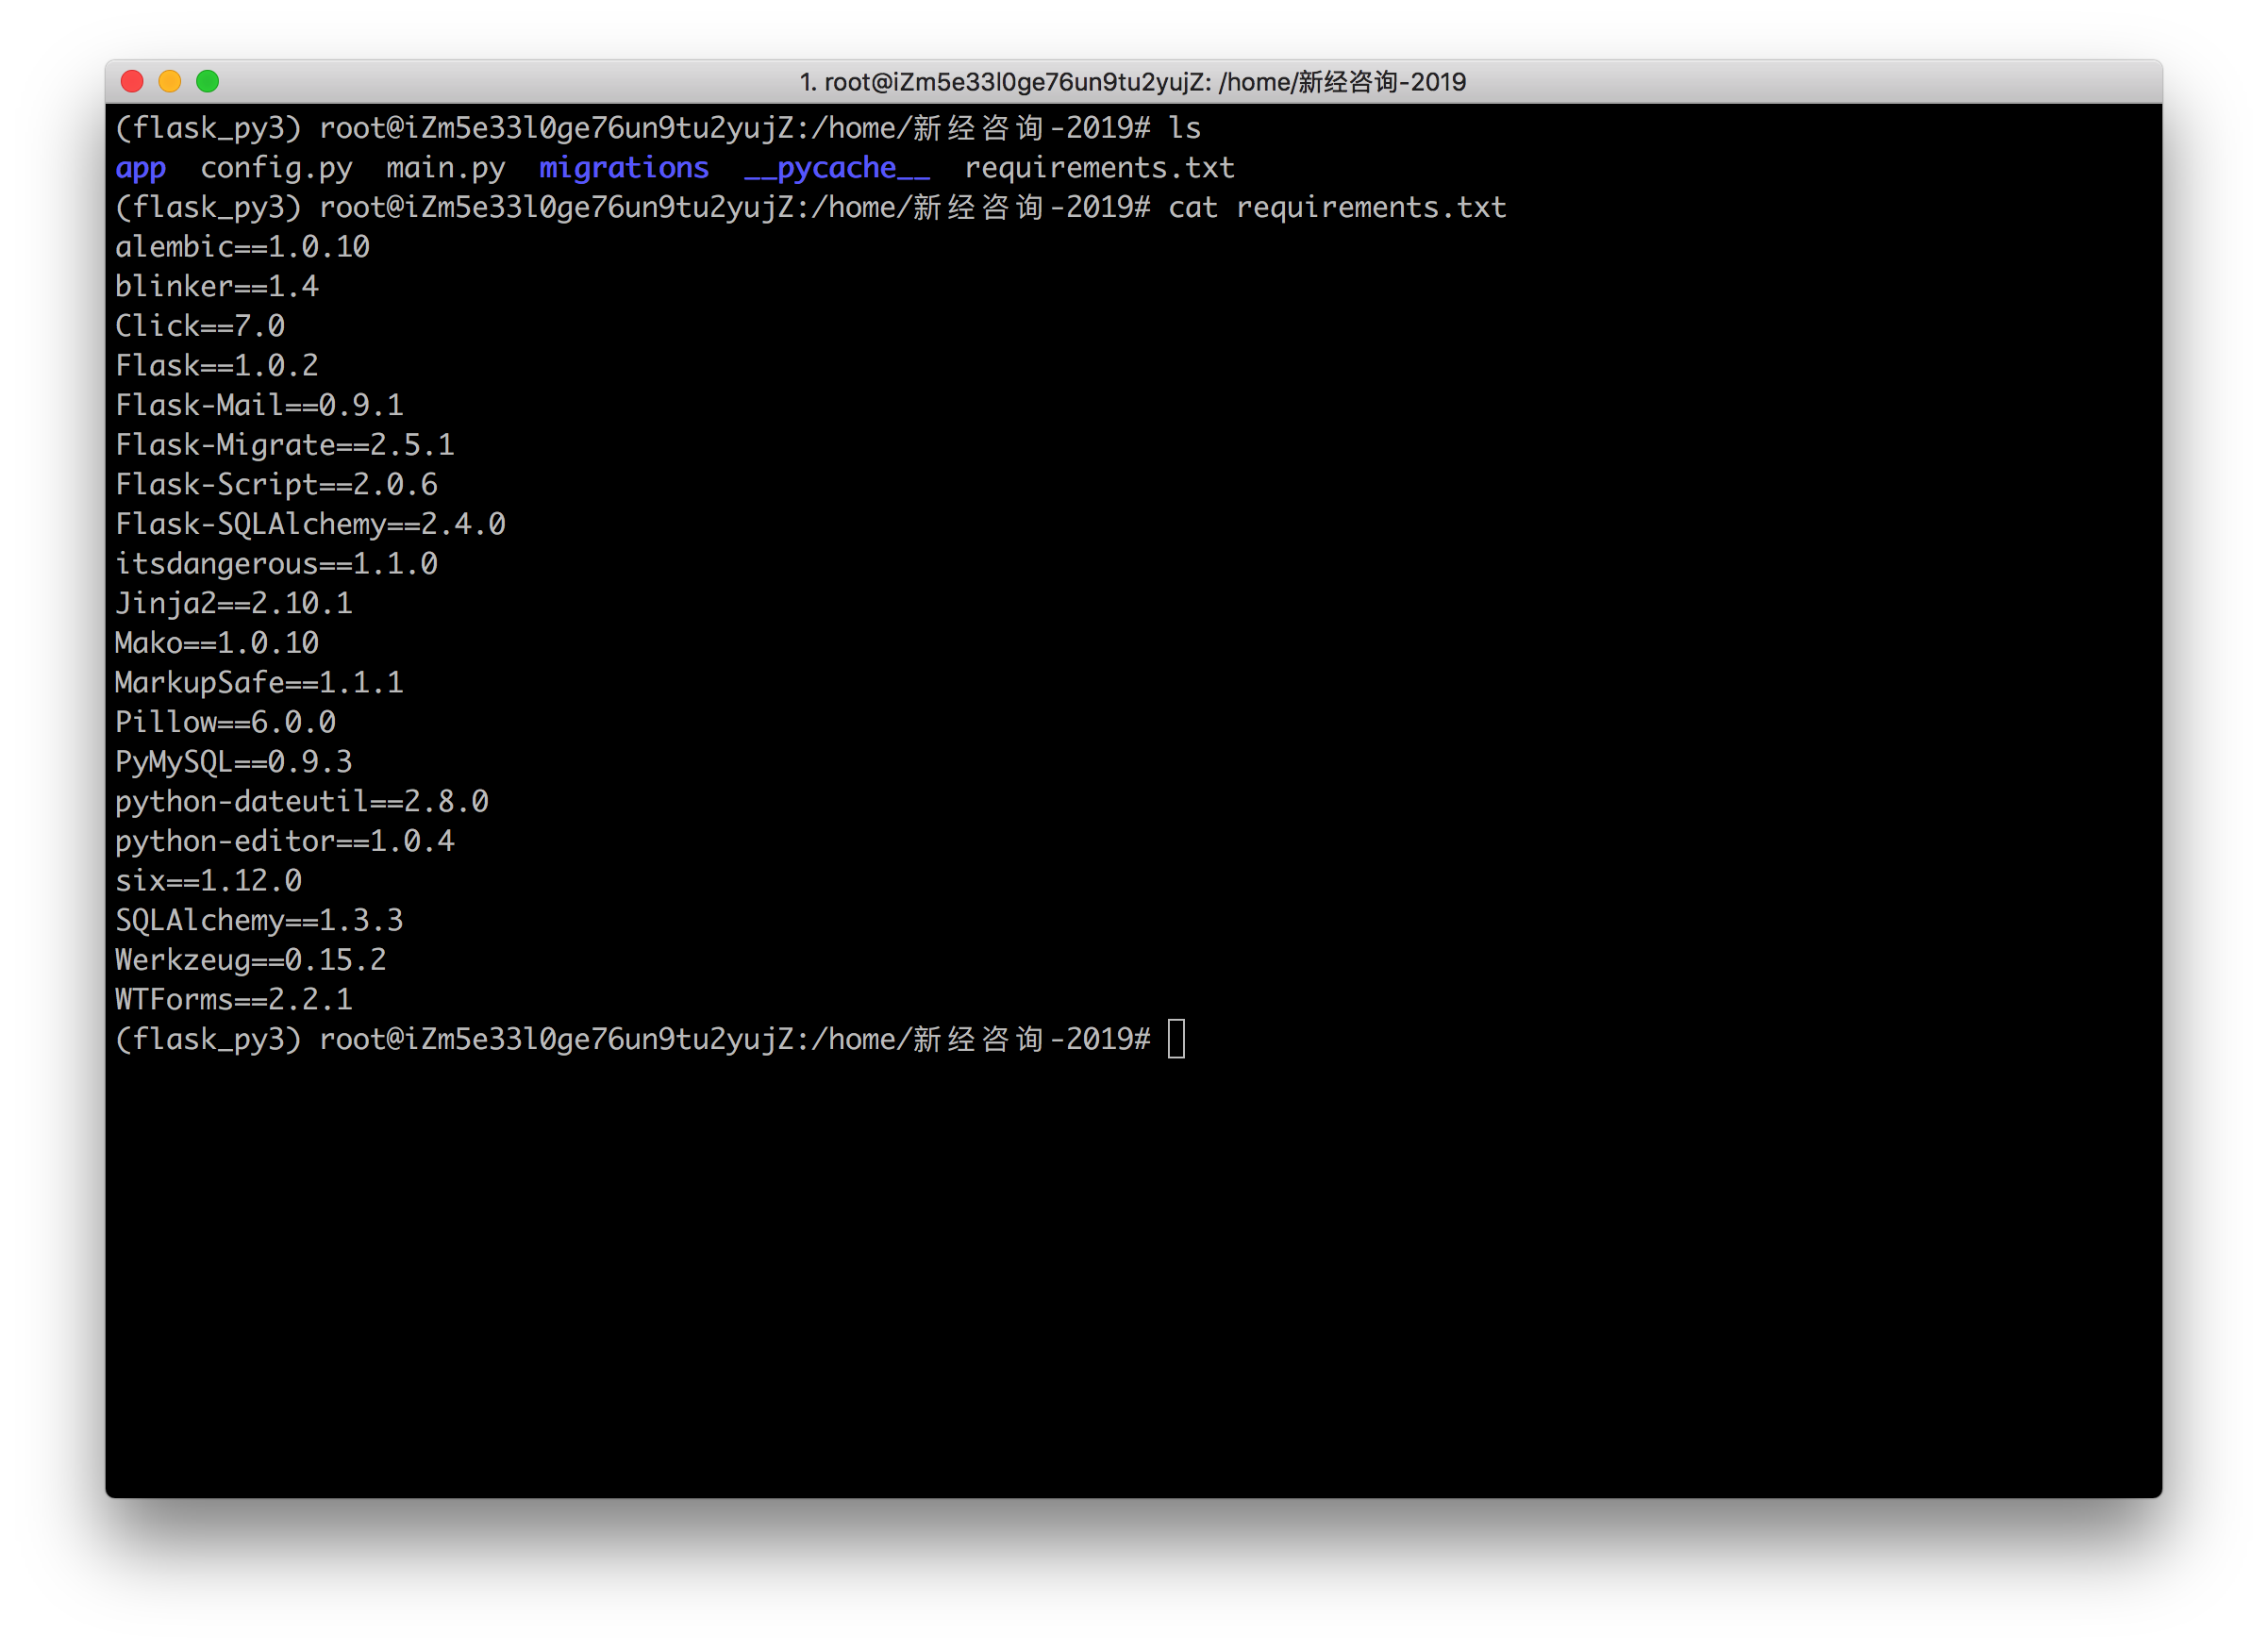 1. root@iZm5e33l0ge76un9tu2yujZ: /home/新经咨询-2019
(flask_py3) root@iZm5e33l0ge76un9tu2yujZ:/home/新经咨询-2019# ls
app  config.py  main.py  migrations  __pycache__  requirements.txt
(flask_py3) root@iZm5e33l0ge76un9tu2yujZ:/home/新经咨询-2019# cat requirements.txt
alembic==1.0.10
blinker==1.4
Click==7.0
Flask==1.0.2
Flask-Mail==0.9.1
Flask-Migrate==2.5.1
Flask-Script==2.0.6
Flask-SQLAlchemy==2.4.0
itsdangerous==1.1.0
Jinja2==2.10.1
Mako==1.0.10
MarkupSafe==1.1.1
Pillow==6.0.0
PyMySQL==0.9.3
python-dateutil==2.8.0
python-editor==1.0.4
six==1.12.0
SQLAlchemy==1.3.3
Werkzeug==0.15.2
WTForms==2.2.1
(flask_py3) root@iZm5e33l0ge76un9tu2yujZ:/home/新经咨询-2019#